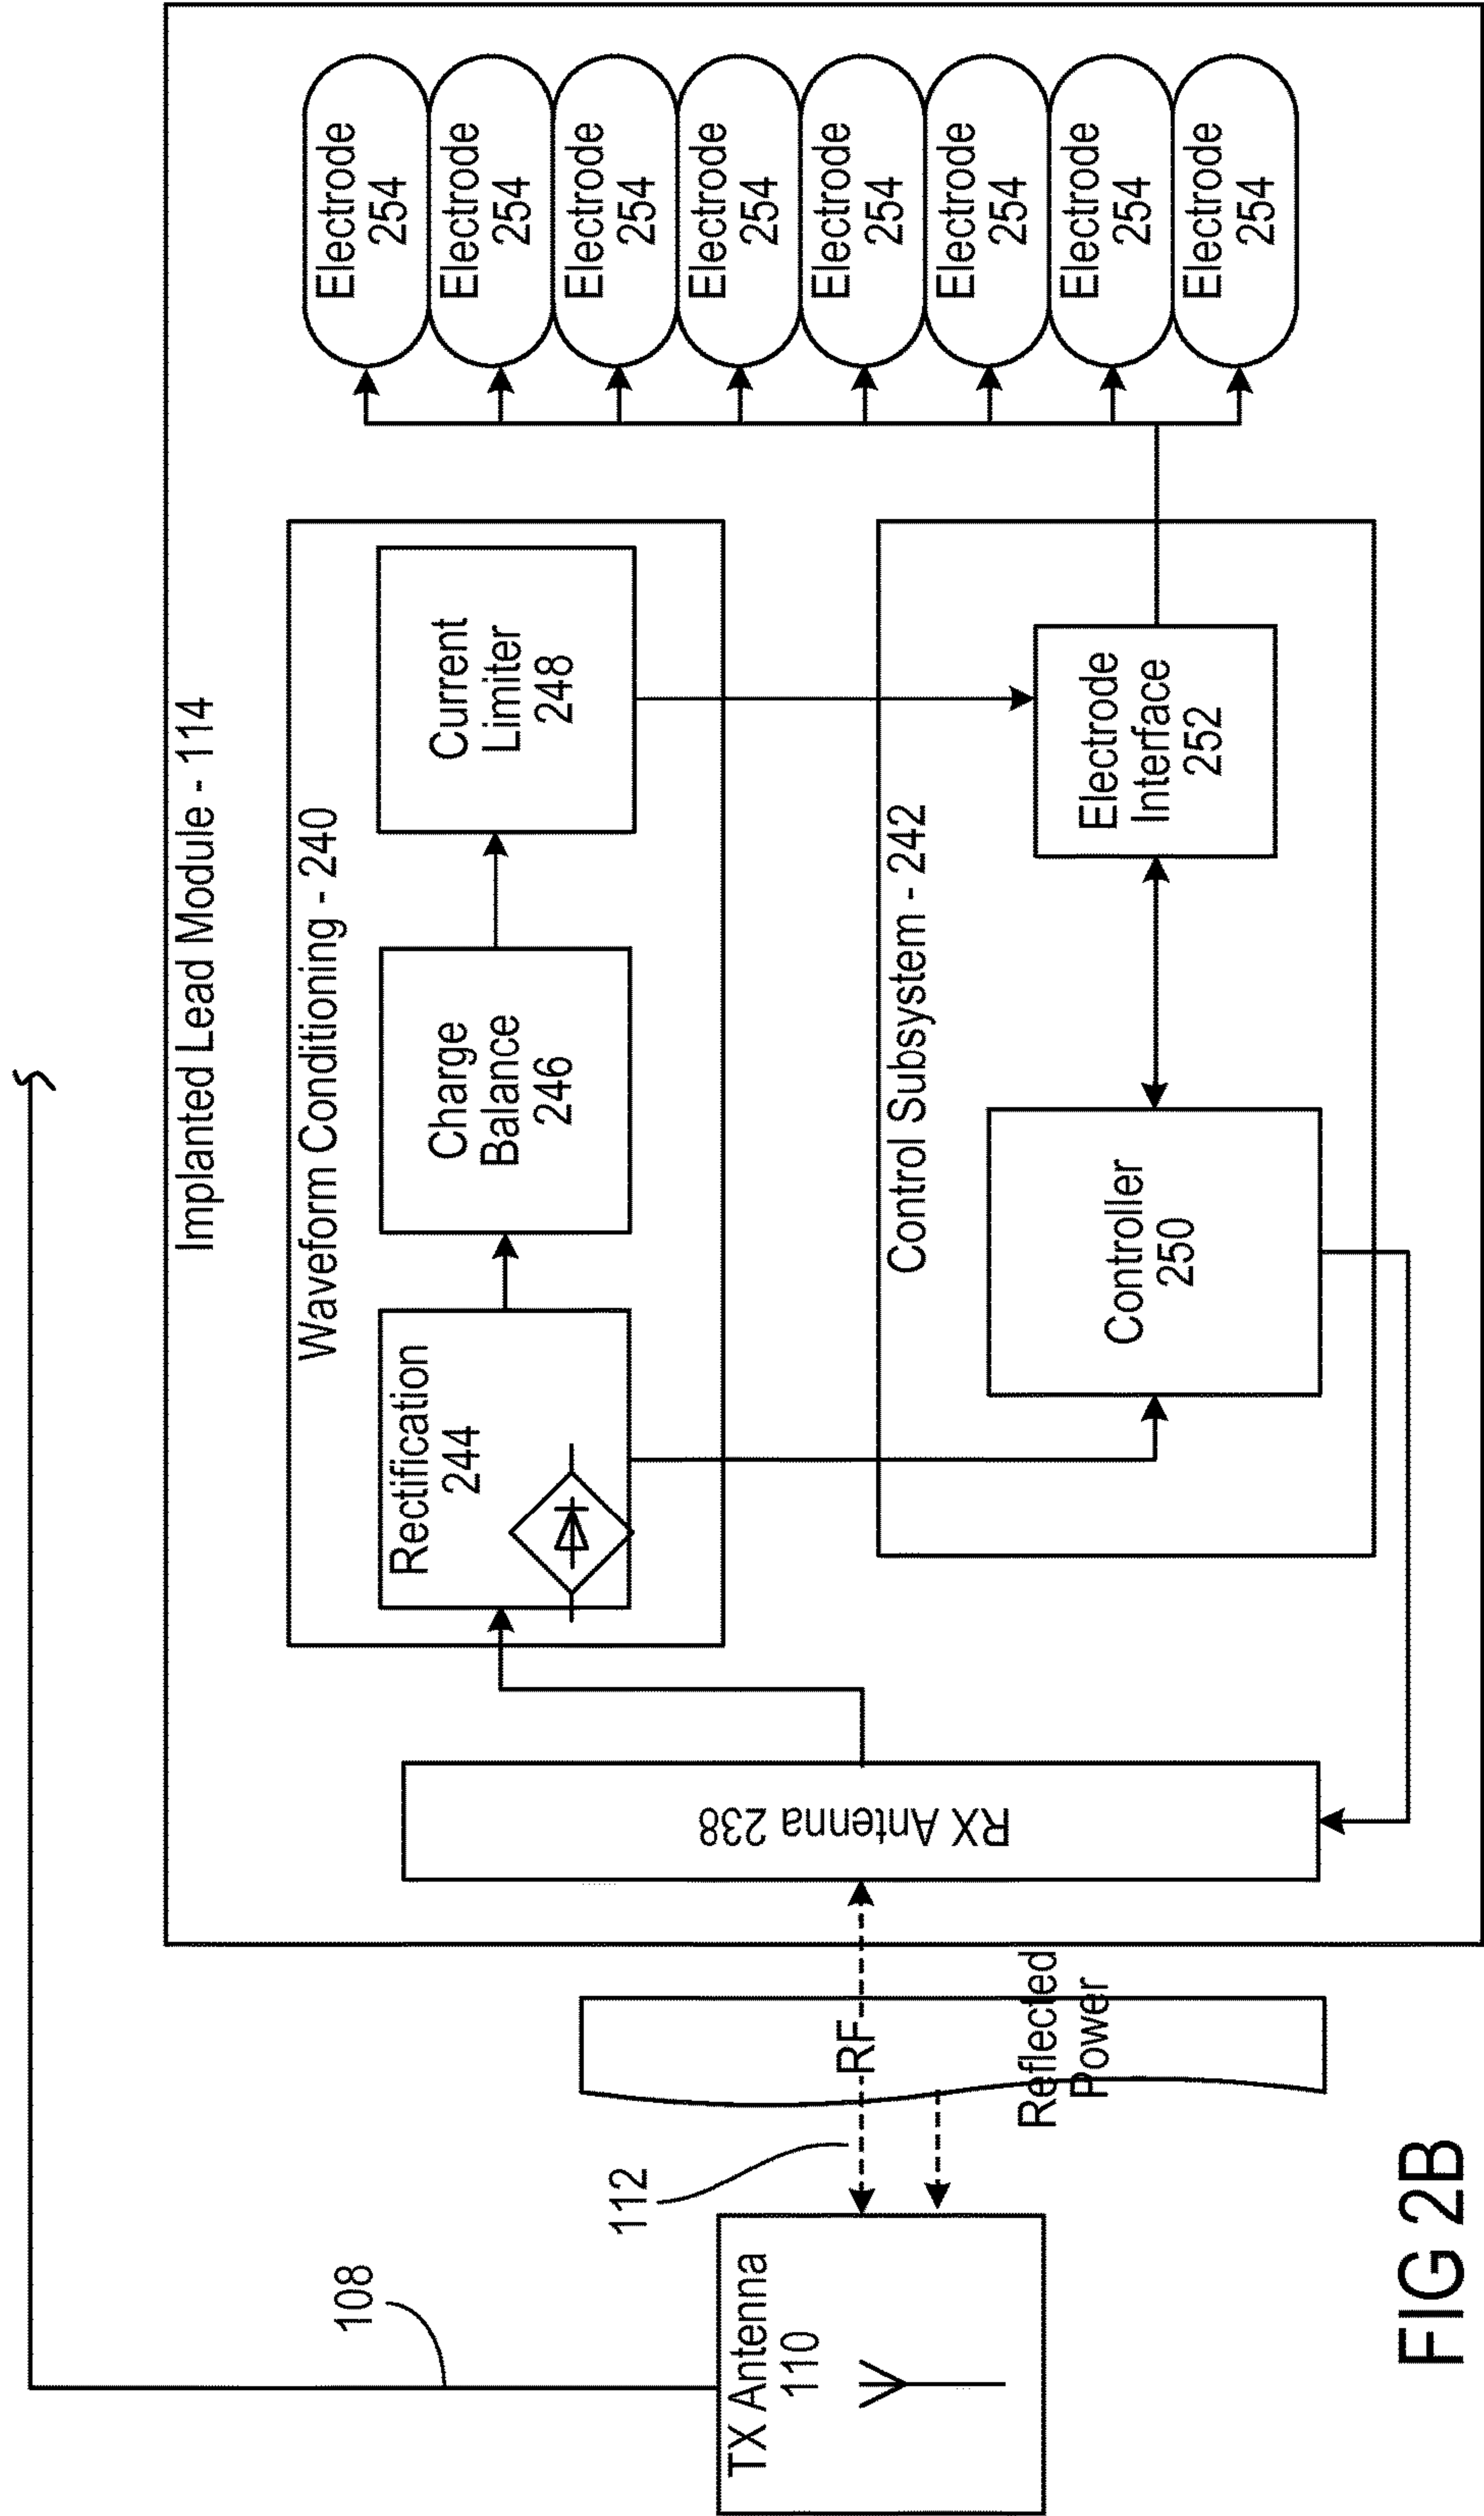 Implanted Lead Module - 114
Waveform Conditioning - 240
Rectification
244
Charge
Balance
246
Current
Limiter
248
Electrode
254
Electrode
254
Electrode
254
Electrode
254
Electrode
254
Electrode
254
Electrode
254
Electrode
254
Control Subsystem - 242
Controller
250
Electrode
Interface
252
RX Antenna 238
108
112
TX Antenna
110
RF
Reflected
Power
FIG 2B